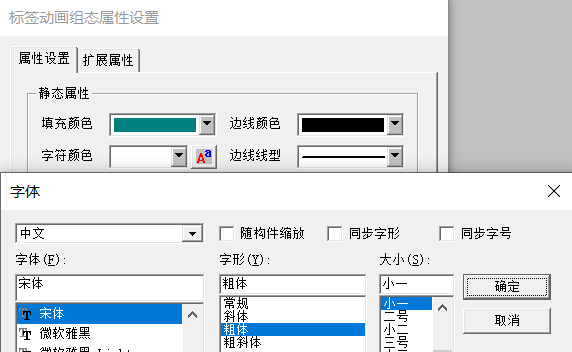 标签动画组态属性设置
属性设置 扩展属性
静态属性
填充颜色 边线颜色
字符颜色 Aa 边线线型
字体
中文 随构件缩放 同步字形 同步字号
字体(F): 字形(Y): 大小(S):
宋体 粗体 小一 确定
宋体 常规 小一
斜体 二号 取消
微软雅黑 粗体 小二
粗斜体 三号